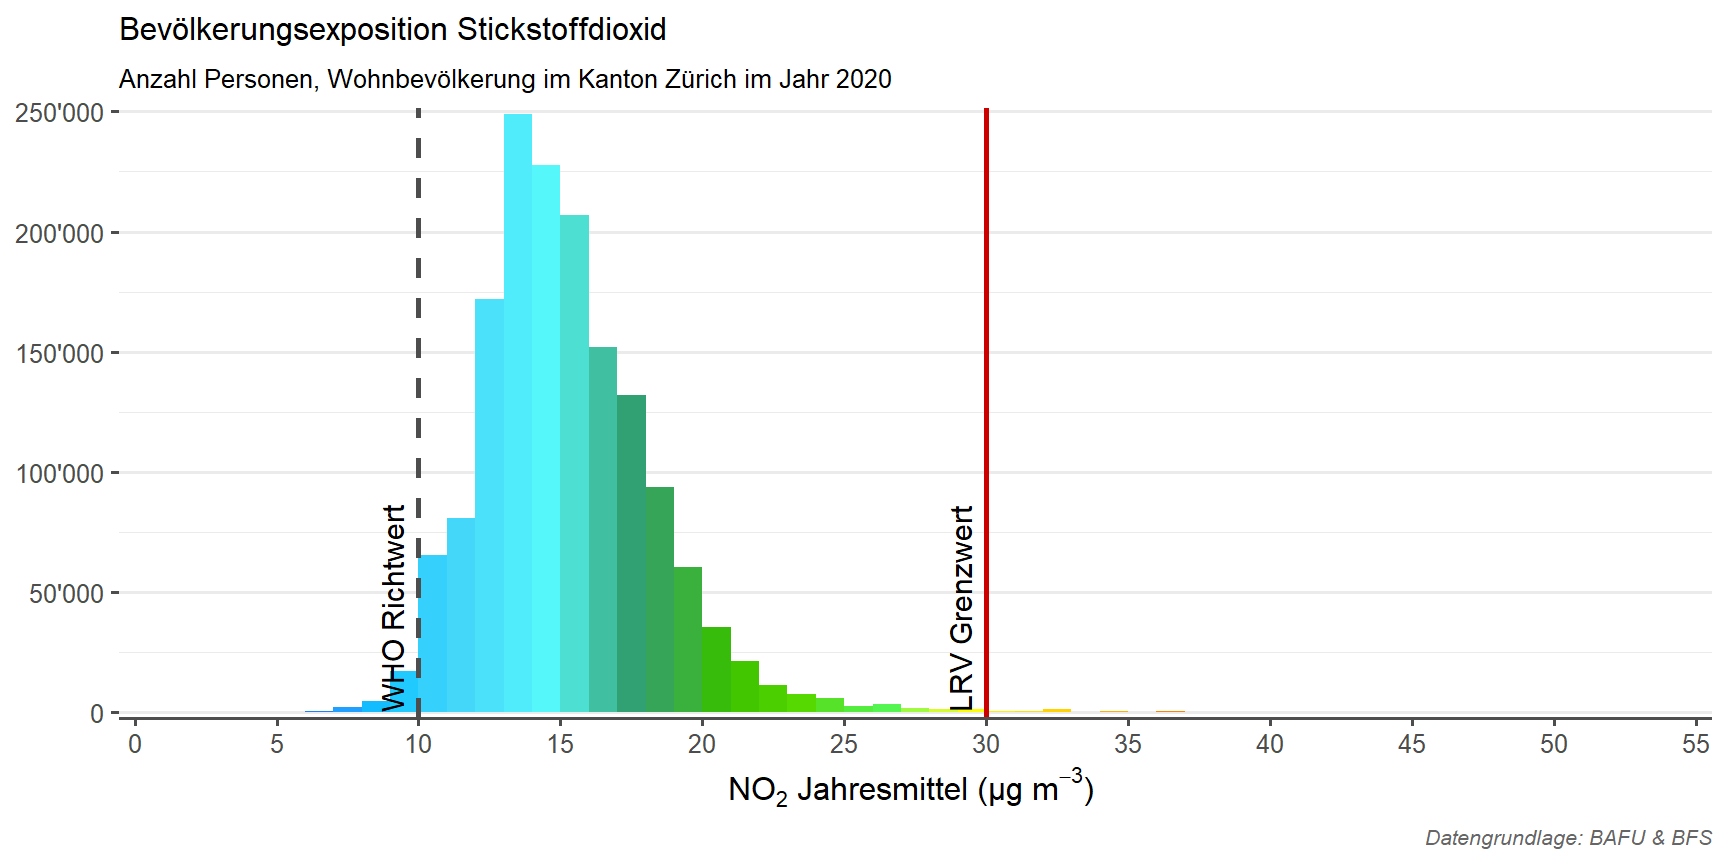 Bevölkerungsexposition Stickstoffdioxid
Anzahl Personen, Wohnbevölkerung im Kanton Zürich im Jahr 2020
250'000
200'000
150'000
100'000
50'000
0
WHO Richtwert
LRV Grenzwert
0 5 10 15 20 25 30 35 40 45 50 55
NO₂ Jahresmittel (µg m⁻³)
Datengrundlage: BAFU & BFS